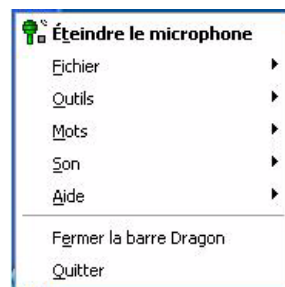 Éteindre le microphone
Fichier
Outils
Mots
Son
Aide
Fermer la barre Dragon
Quitter